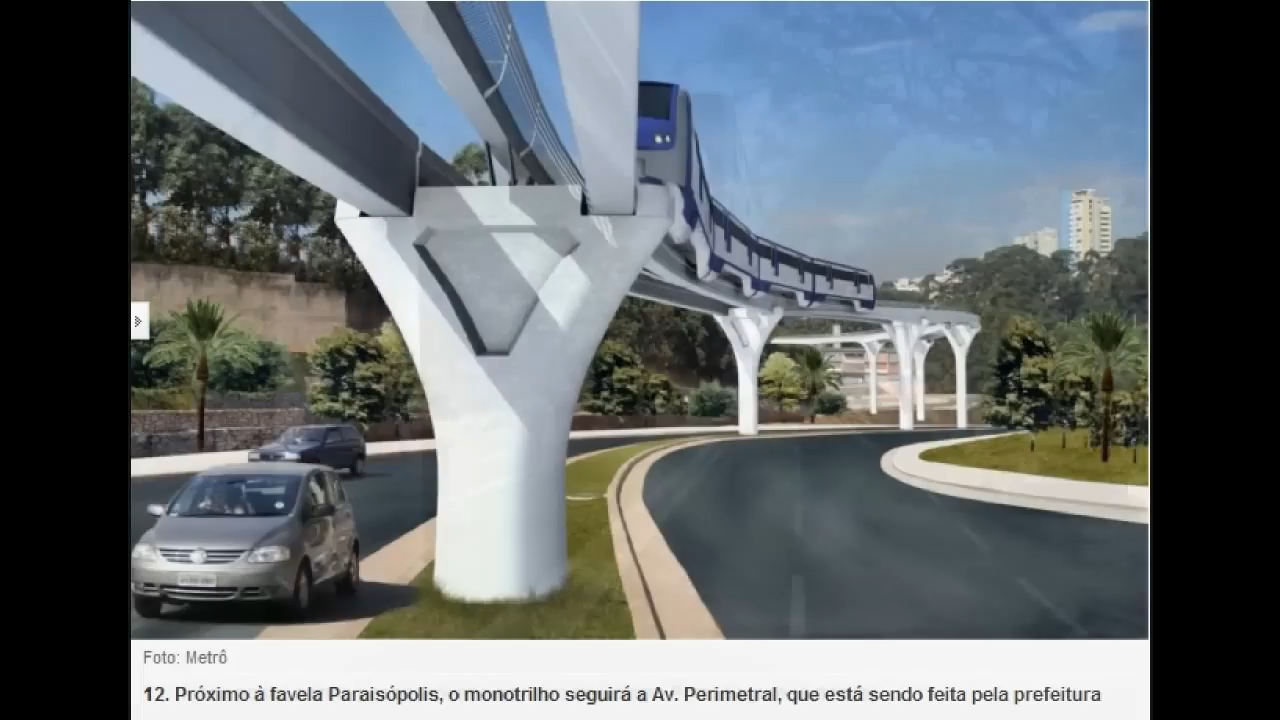 Foto: Metrô
12. Próximo à favela Paraisópolis, o monotrilho seguirá a Av. Perimetral, que está sendo feita pela prefeitura